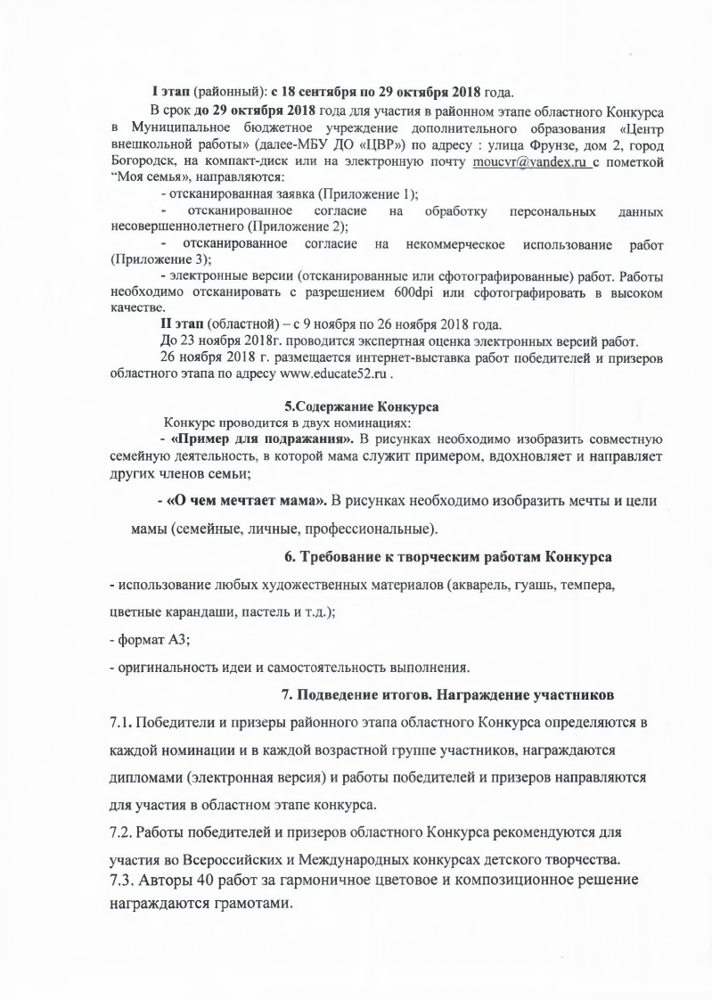 I этап (районный): с 18 сентября по 29 октября 2018 года.
В срок до 29 октября 2018 года для участия в районном этапе областного Конкурса
в Муниципальное бюджетное учреждение дополнительного образования «Центр
внешкольной работы» (далее-МБУ ДО «ЦВР») по адресу : улица Фрунзе, дом 2, город
Богородск, на компакт-диск или на электронную почту moucvr@yandex.ru с пометкой
“Моя семья», направляются:
- отсканированная заявка (Приложение 1);
- отсканированное согласие на обработку персональных данных
несовершеннолетнего (Приложение 2);
- отсканированное согласие на некоммерческое использование работ
(Приложение 3);
- электронные версии (отсканированные или сфотографированные) работ. Работы
необходимо отсканировать с разрешением 600dpi или сфотографировать в высоком
качестве.
II этап (областной) – с 9 ноября по 26 ноября 2018 года.
До 23 ноября 2018г. проводится экспертная оценка электронных версий работ.
26 ноября 2018 г. размещается интернет-выставка работ победителей и призеров
областного этапа по адресу www.educate52.ru .
5.Содержание Конкурса
Конкурс проводится в двух номинациях:
- «Пример для подражания». В рисунках необходимо изобразить совместную
семейную деятельность, в которой мама служит примером, вдохновляет и направляет
других членов семьи;
- «О чем мечтает мама». В рисунках необходимо изобразить мечты и цели
мамы (семейные, личные, профессиональные).
6. Требование к творческим работам Конкурса
- использование любых художественных материалов (акварель, гуашь, темпера,
цветные карандаши, пастель и т.д.);
- формат А3;
- оригинальность идеи и самостоятельность выполнения.
7. Подведение итогов. Награждение участников
7.1. Победители и призеры районного этапа областного Конкурса определяются в
каждой номинации и в каждой возрастной группе участников, награждаются
дипломами (электронная версия) и работы победителей и призеров направляются
для участия в областном этапе конкурса.
7.2. Работы победителей и призеров областного Конкурса рекомендуются для
участия во Всероссийских и Международных конкурсах детского творчества.
7.3. Авторы 40 работ за гармоничное цветовое и композиционное решение
награждаются грамотами.